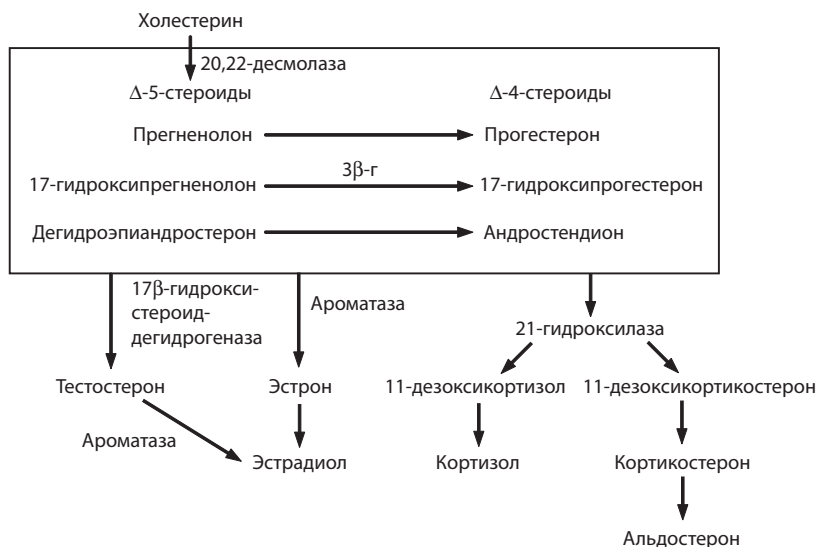 Холестерин
20,22-десмолаза
Δ-5-стероиды Δ-4-стероиды
Прегненолон Прогестерон
3β-г
17-гидроксипрегненолон 17-гидроксипрогестерон
Дегидроэпиандростерон Андростендион
17β-гидрокси-
стероид-
дегидрогеназа
Ароматаза
21-гидроксилаза
Тестостерон Эстрон 11-дезоксикортизол 11-дезоксикортикостерон
Ароматаза
Эстрадиол Кортизол Кортикостерон
Альдостерон